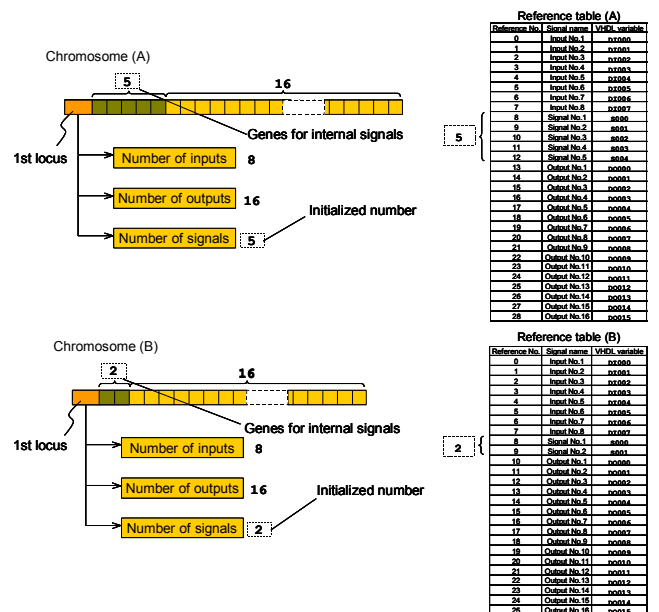 Reference table (A)
Reference No. Signal name VHDL variable
0 Input No.1 DI000
1 Input No.2 DI001
2 Input No.3 DI002
3 Input No.4 DI003
4 Input No.5 DI004
5 Input No.6 DI005
6 Input No.7 DI006
7 Input No.8 DI007
8 Signal No.1 S000
9 Signal No.2 S001
10 Signal No.3 S002
11 Signal No.4 S003
12 Signal No.5 S004
13 Output No.1 DO000
14 Output No.2 DO001
15 Output No.3 DO002
16 Output No.4 DO003
17 Output No.5 DO004
18 Output No.6 DO005
19 Output No.7 DO006
20 Output No.8 DO007
21 Output No.9 DO008
22 Output No.10 DO009
23 Output No.11 DO010
24 Output No.12 DO011
25 Output No.13 DO012
26 Output No.14 DO013
27 Output No.15 DO014
28 Output No.16 DO015
5
Chromosome (A)
5
16
Genes for internal signals
1st locus
Number of inputs 8
Number of outputs 16
Initialized number
Number of signals 5
Reference table (B)
Reference No. Signal name VHDL variable
0 Input No.1 DI000
1 Input No.2 DI001
2 Input No.3 DI002
3 Input No.4 DI003
4 Input No.5 DI004
5 Input No.6 DI005
6 Input No.7 DI006
7 Input No.8 DI007
8 Signal No.1 S000
9 Signal No.2 S001
10 Output No.1 DO000
11 Output No.2 DO001
12 Output No.3 DO002
13 Output No.4 DO003
14 Output No.5 DO004
15 Output No.6 DO005
16 Output No.7 DO006
17 Output No.8 DO007
18 Output No.9 DO008
19 Output No.10 DO009
20 Output No.11 DO010
21 Output No.12 DO011
22 Output No.13 DO012
23 Output No.14 DO013
24 Output No.15 DO014
25 Output No.16 DO015
2
Chromosome (B)
2
16
Genes for internal signals
1st locus
Number of inputs 8
Number of outputs 16
Initialized number
Number of signals 2